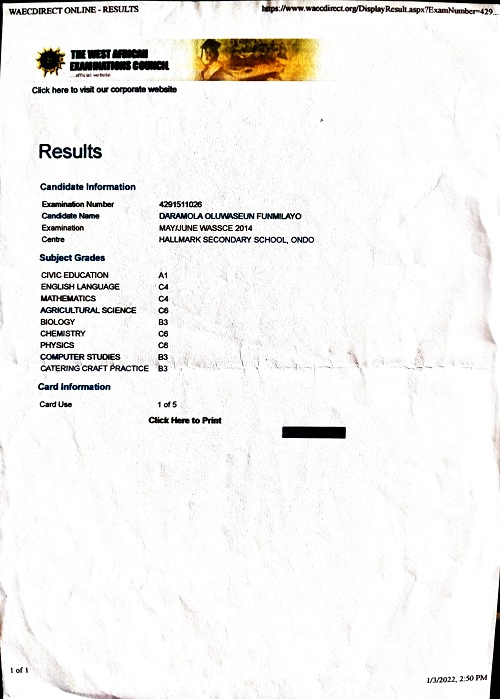 WAECDIRECT ONLINE - RESULTS https://www.waecdirect.org/DisplayResult.aspx?ExamNumber=429...
THE WEST AFRICAN
EXAMINATIONS COUNCIL
...official website
Click here to visit our corporate website
Results
Candidate Information
Examination Number 4291511026
Candidate Name DARAMOLA OLUWASEUN FUNMILAYO
Examination MAY/JUNE WASSCE 2014
Centre HALLMARK SECONDARY SCHOOL, ONDO
Subject Grades
CIVIC EDUCATION A1
ENGLISH LANGUAGE C4
MATHEMATICS C4
AGRICULTURAL SCIENCE C6
BIOLOGY B3
CHEMISTRY C6
PHYSICS C6
COMPUTER STUDIES B3
CATERING CRAFT PRACTICE B3
Card Information
Card Use 1 of 5
Click Here to Print
1 of 1 1/3/2022, 2:50 PM